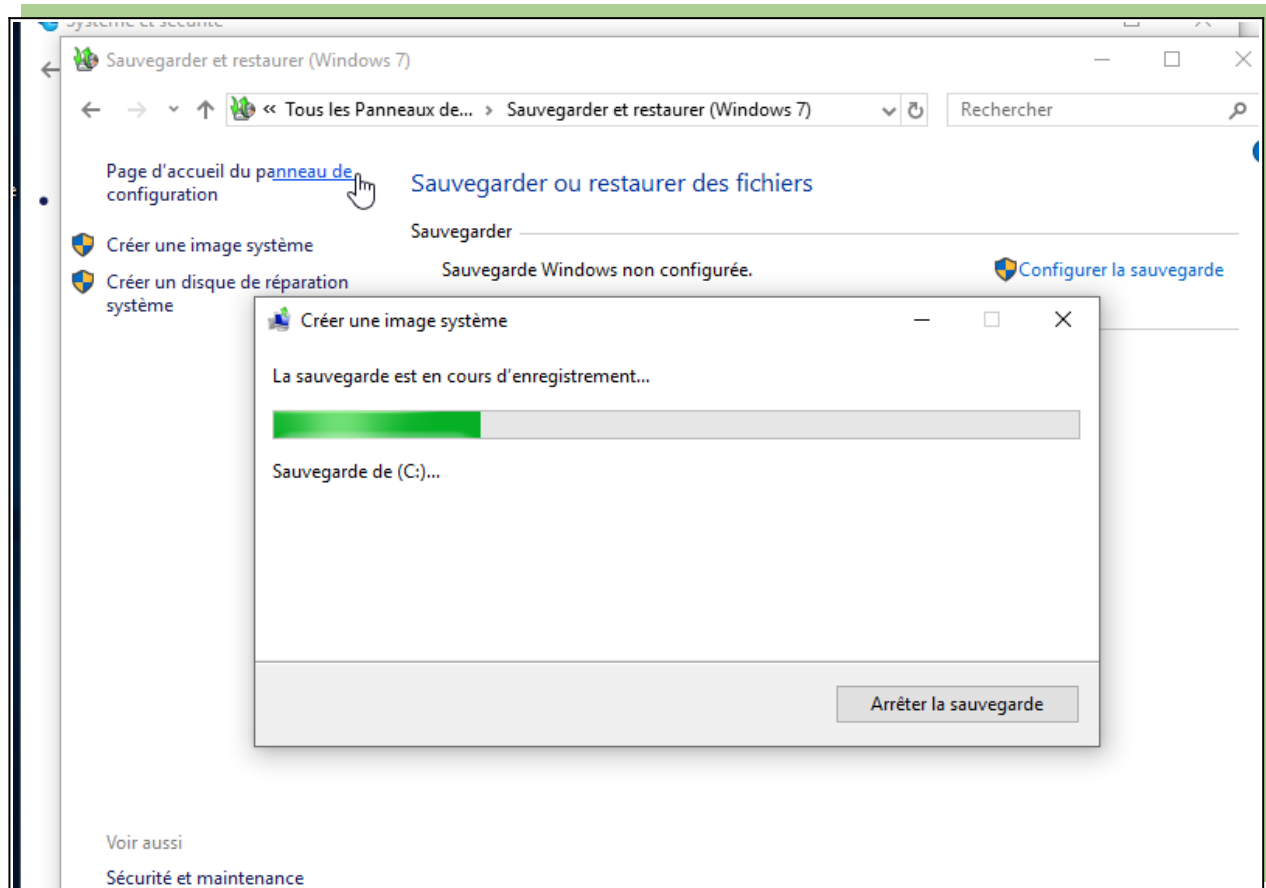 Système et sécurité
Sauvegarder et restaurer (Windows 7)
« Tous les Panneaux de... > Sauvegarder et restaurer (Windows 7)
Rechercher
Page d'accueil du panneau de
configuration
Créer une image système
Créer un disque de réparation
système
Sauvegarder ou restaurer des fichiers
Sauvegarder
Sauvegarde Windows non configurée.
Configurer la sauvegarde
Créer une image système
La sauvegarde est en cours d'enregistrement...
Sauvegarde de (C:)...
Arrêter la sauvegarde
Voir aussi
Sécurité et maintenance